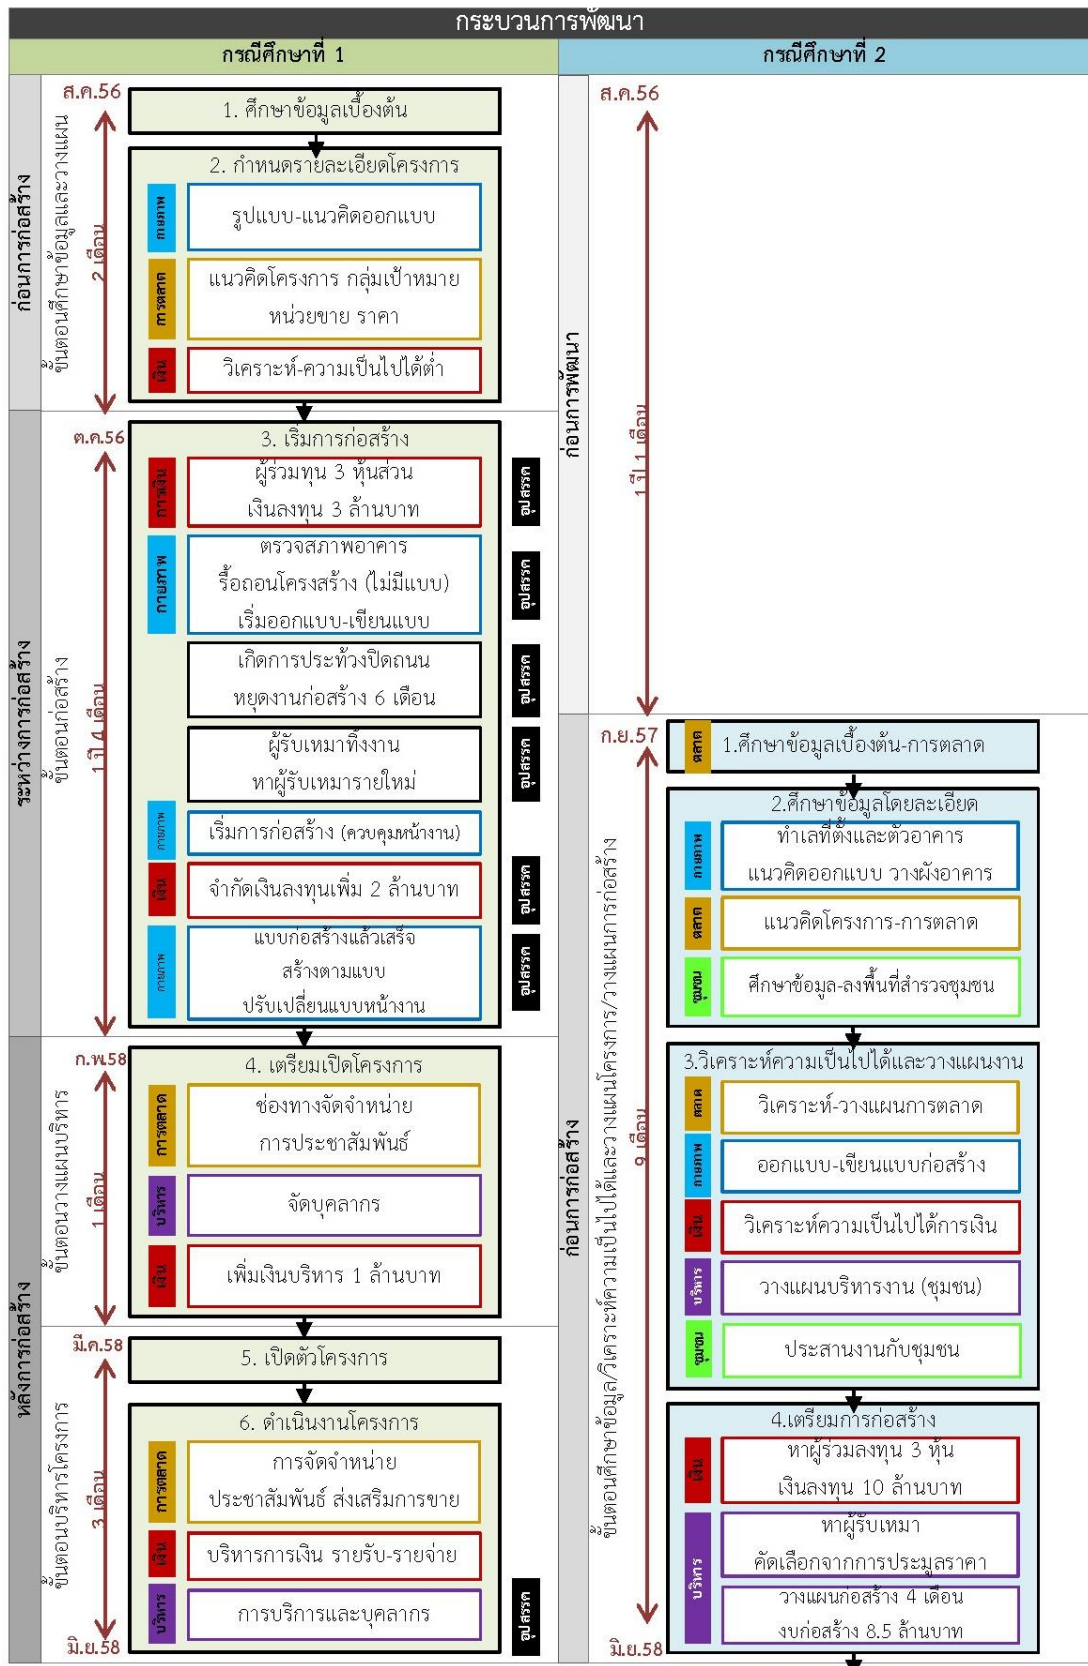 กระบวนการพัฒนา
กรณีศึกษาที่ 1
ส.ค.56
ก่อนการก่อสร้าง
ขั้นตอนศึกษาข้อมูลและวางแผน
2 เดือน
1. ศึกษาข้อมูลเบื้องต้น
2. กำหนดรายละเอียดโครงการ
กายภาพ
รูปแบบ-แนวคิดออกแบบ
การตลาด
แนวคิดโครงการ กลุ่มเป้าหมาย
หน่วยขาย ราคา
เงิน
วิเคราะห์-ความเป็นไปได้ต่ำ
ต.ค.56
ระหว่างการก่อสร้าง
ขั้นตอนก่อสร้าง
1 ปี 4 เดือน
3. เริ่มการก่อสร้าง
การเงิน
ผู้ร่วมทุน 3 หุ้นส่วน
เงินลงทุน 3 ล้านบาท
อุปสรรค
กายภาพ
ตรวจสภาพอาคาร
รื้อถอนโครงสร้าง (ไม่มีแบบ)
เริ่มออกแบบ-เขียนแบบ
อุปสรรค
เกิดการประท้วงปิดถนน
หยุดงานก่อสร้าง 6 เดือน
อุปสรรค
ผู้รับเหมาทิ้งงาน
หาผู้รับเหมารายใหม่
อุปสรรค
กายภาพ
เริ่มการก่อสร้าง (ควบคุมหน้างาน)
เงิน
จำกัดเงินลงทุนเพิ่ม 2 ล้านบาท
อุปสรรค
กายภาพ
แบบก่อสร้างแล้วเสร็จ
สร้างตามแบบ
ปรับเปลี่ยนแบบหน้างาน
อุปสรรค
ก.พ.58
หลังการก่อสร้าง
ขั้นตอนวางแผนบริหาร
1 เดือน
4. เตรียมเปิดโครงการ
การตลาด
ช่องทางจัดจำหน่าย
การประชาสัมพันธ์
บริหาร
จัดบุคลากร
เงิน
เพิ่มเงินบริหาร 1 ล้านบาท
มี.ค.58
ขั้นตอนบริหารโครงการ
3 เดือน
5. เปิดตัวโครงการ
6. ดำเนินงานโครงการ
การตลาด
การจัดจำหน่าย
ประชาสัมพันธ์ ส่งเสริมการขาย
เงิน
บริหารการเงิน รายรับ-รายจ่าย
บริหาร
การบริการและบุคลากร
อุปสรรค
มิ.ย.58
กรณีศึกษาที่ 2
ส.ค.56
ก่อนการพัฒนา
1 ปี 1 เดือน
ก.ย.57
ก่อนการก่อสร้าง
ขั้นตอนศึกษาข้อมูล/วิเคราะห์ความเป็นไปได้และวางแผนโครงการ/วางแผนการก่อสร้าง
9 เดือน
ตลาด
1.ศึกษาข้อมูลเบื้องต้น-การตลาด
2.ศึกษาข้อมูลโดยละเอียด
กายภาพ
ทำเลที่ตั้งและตัวอาคาร
แนวคิดออกแบบ วางผังอาคาร
ตลาด
แนวคิดโครงการ-การตลาด
ชุมชน
ศึกษาข้อมูล-ลงพื้นที่สำรวจชุมชน
3.วิเคราะห์ความเป็นไปได้และวางแผนงาน
ตลาด
วิเคราะห์-วางแผนการตลาด
กายภาพ
ออกแบบ-เขียนแบบก่อสร้าง
เงิน
วิเคราะห์ความเป็นไปได้การเงิน
บริหาร
วางแผนบริหารงาน (ชุมชน)
ชุมชน
ประสานงานกับชุมชน
4.เตรียมการก่อสร้าง
เงิน
หาผู้ร่วมลงทุน 3 หุ้น
เงินลงทุน 10 ล้านบาท
บริหาร
หาผู้รับเหมา
คัดเลือกจากการประมูลราคา
วางแผนก่อสร้าง 4 เดือน
งบก่อสร้าง 8.5 ล้านบาท
มิ.ย.58